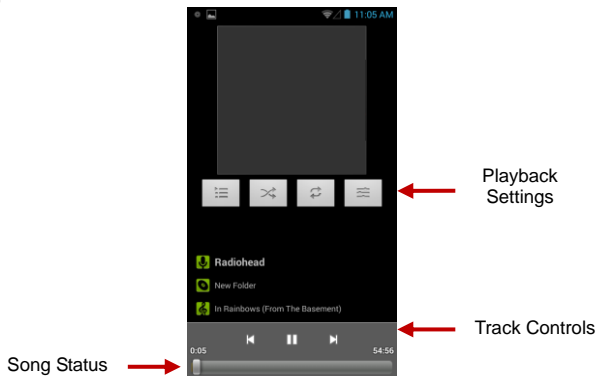 11:05 AM
Playback
Settings
Radiohead
New Folder
In Rainbows (From The Basement)
Track Controls
0:05
54:56
Song Status